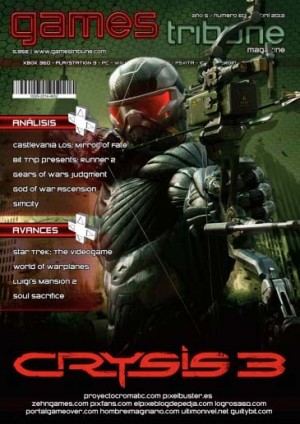 games tribune
magazine
www.gamestribune.com
XBOX 360 - PLAYSTATION 3 - PC
ANÁLISIS
Castlevania LoS: Mirror of Fate
Bit Trip Presents: Runner 2
Gears of Wars Judgment
God of War Ascension
SimCity
AVANCES
Star Trek: The Videogame
World of Warplanes
Luigi's Mansion 2
Soul Sacrifice
CRYSIS 3
proyectocromatic.com pixelbuster.es
zehngames.com pixfans.com elpixeblogdepedja.com logrosaso.com
portalgameover.com hombreimaginario.com ultimonivel.net guiltybit.com